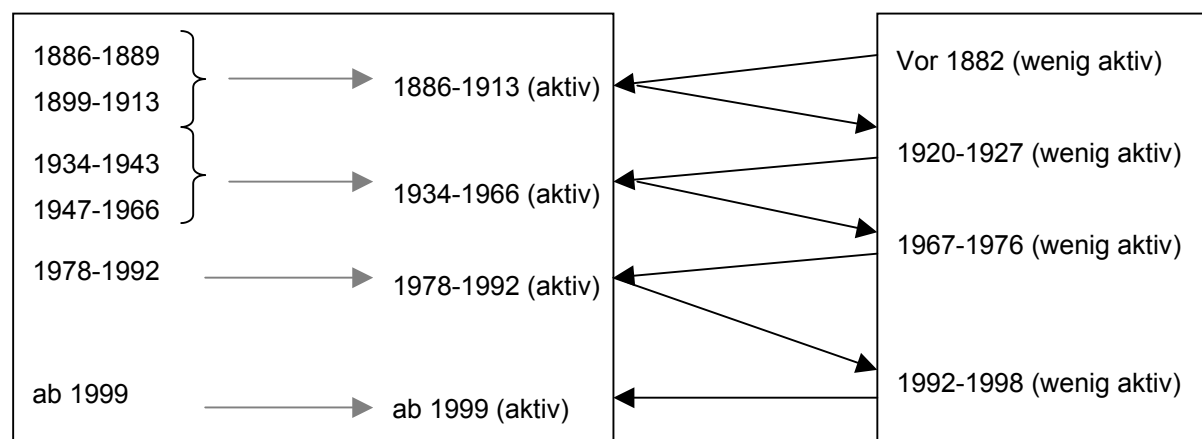 1886-1889
1899-1913
1934-1943
1947-1966
1978-1992
ab 1999
1886-1913 (aktiv)
1934-1966 (aktiv)
1978-1992 (aktiv)
ab 1999 (aktiv)
Vor 1882 (wenig aktiv)
1920-1927 (wenig aktiv)
1967-1976 (wenig aktiv)
1992-1998 (wenig aktiv)